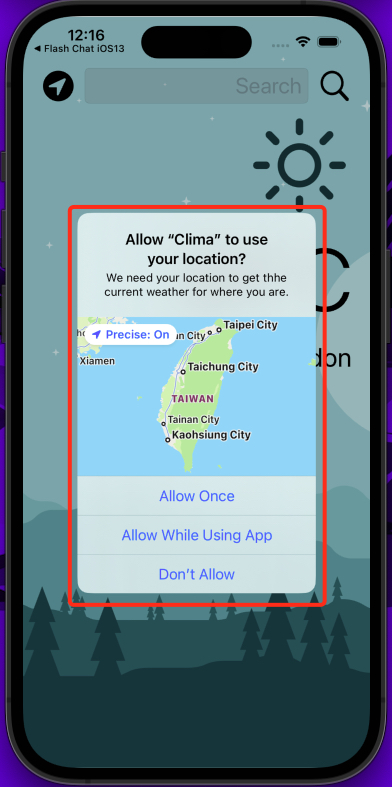 12:16
◀ Flash Chat iOS13
Search
C
don
Allow “Clima” to use
your location?
We need your location to get thhe
current weather for where you are.
Precise: On
Taipei City
an City
Xiamen
Taichung City
TAIWAN
Tainan City
Kaohsiung City
Allow Once
Allow While Using App
Don’t Allow